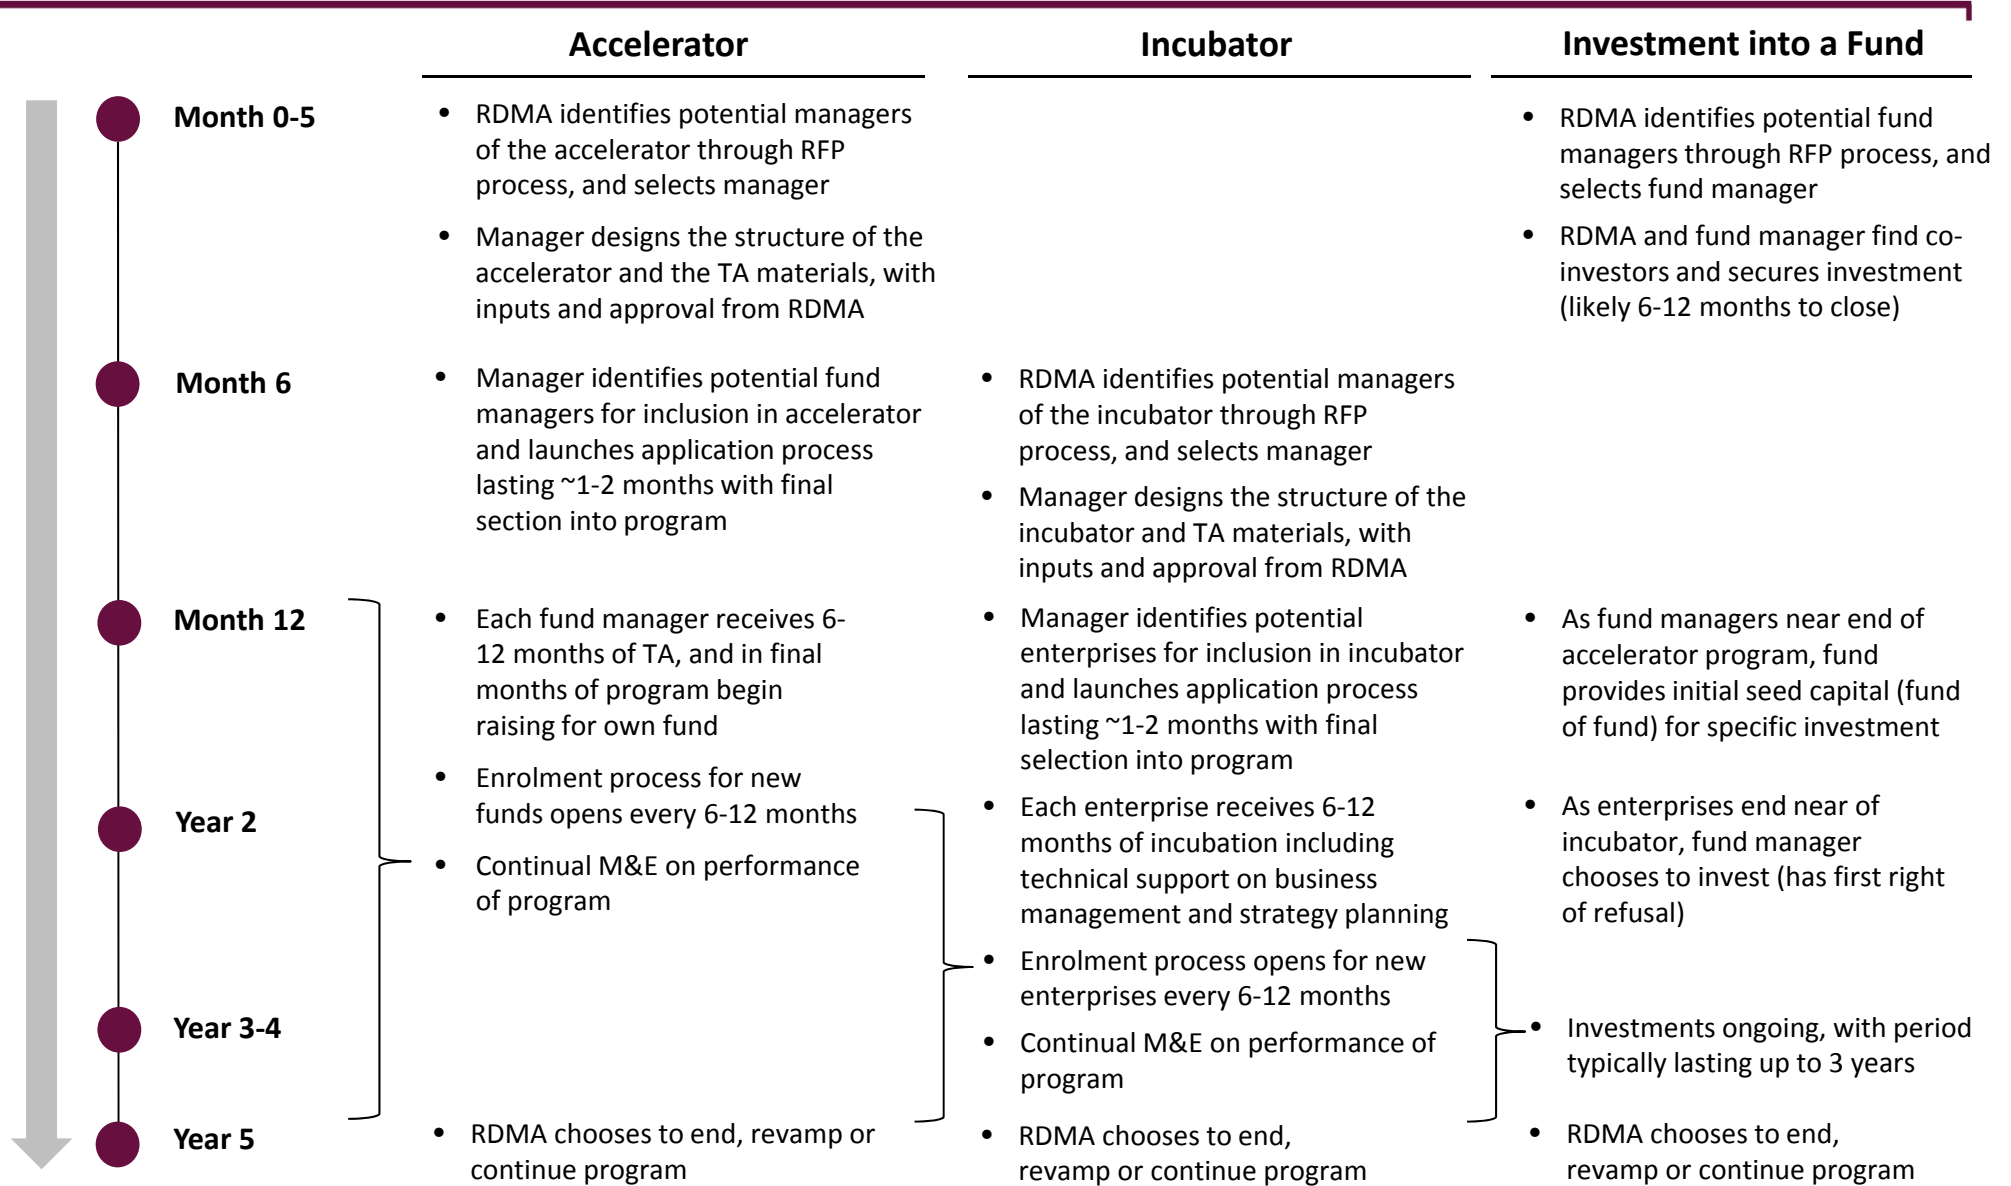 Accelerator
Incubator
Investment into a Fund
Month 0-5
• RDMA identifies potential managers
of the accelerator through RFP
process, and selects manager
• Manager designs the structure of the
accelerator and the TA materials, with
inputs and approval from RDMA
• RDMA identifies potential fund
managers through RFP process, and
selects fund manager
• RDMA and fund manager find co-
investors and secures investment
(likely 6-12 months to close)
Month 6
• Manager identifies potential fund
managers for inclusion in accelerator
and launches application process
lasting ~1-2 months with final
section into program
• RDMA identifies potential managers
of the incubator through RFP
process, and selects manager
• Manager designs the structure of the
incubator and TA materials, with
inputs and approval from RDMA
Month 12
• Each fund manager receives 6-
12 months of TA, and in final
months of program begin
raising for own fund
• Enrolment process for new
funds opens every 6-12 months
• Continual M&E on performance
of program
• Manager identifies potential
enterprises for inclusion in incubator
and launches application process
lasting ~1-2 months with final
selection into program
• As fund managers near end of
accelerator program, fund
provides initial seed capital (fund
of fund) for specific investment
Year 2
• Each enterprise receives 6-12
months of incubation including
technical support on business
management and strategy planning
• Enrolment process opens for new
enterprises every 6-12 months
• Continual M&E on performance of
program
• As enterprises end near of
incubator, fund manager
chooses to invest (has first right
of refusal)
Year 3-4
• Investments ongoing, with period
typically lasting up to 3 years
Year 5
• RDMA chooses to end, revamp or
continue program
• RDMA chooses to end,
revamp or continue program
• RDMA chooses to end,
revamp or continue program